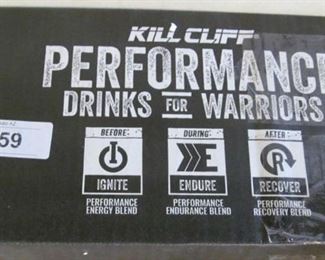 KILL CLIFF
PERFORMANCE
DRINKS FOR WARRIORS
59
BEFORE:
IGNITE
PERFORMANCE
ENERGY BLEND
DURING:
E
ENDURE
PERFORMANCE
ENDURANCE BLEND
AFTER:
R
RECOVER
PERFORMANCE
RECOVERY BLEND